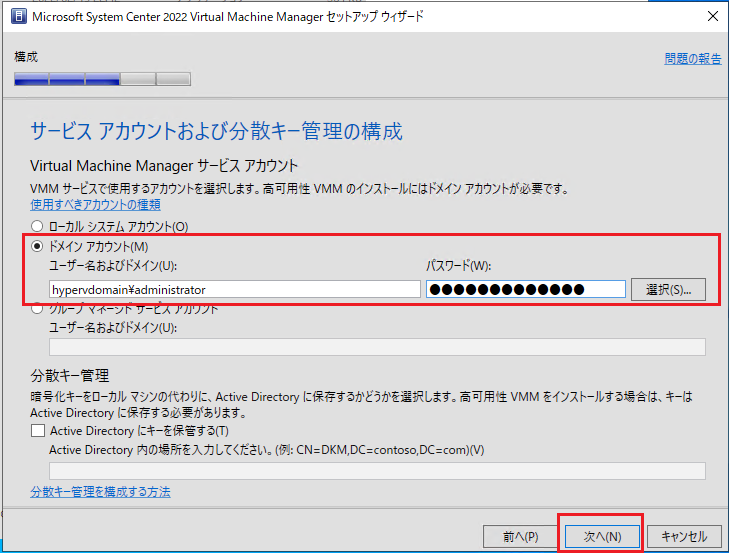 Microsoft System Center 2022 Virtual Machine Manager セットアップ ウィザード
構成
問題の報告
サービス アカウントおよび分散キー管理の構成
Virtual Machine Manager サービス アカウント
VMM サービスで使用するアカウントを選択します。高可用性 VMM のインストールにはドメイン アカウントが必要です。
使用すべきアカウントの種類
ローカル システム アカウント(O)
ドメイン アカウント(M)
ユーザー名およびドメイン(U): パスワード(W):
hypervdomain¥administrator ●●●●●●●●●●●●● 選択(S)...
グループ マネージド サービス アカウント
ユーザー名およびドメイン(U):
分散キー管理
暗号化キーをローカル マシンの代わりに、Active Directory に保存するかどうかを選択します。高可用性 VMM をインストールする場合は、キーは
Active Directory に保存する必要があります。
Active Directory にキーを保管する(T)
Active Directory 内の場所を入力してください。(例: CN=DKM,DC=contoso,DC=com)(V)
分散キー管理を構成する方法
前へ(P) 次へ(N) キャンセル